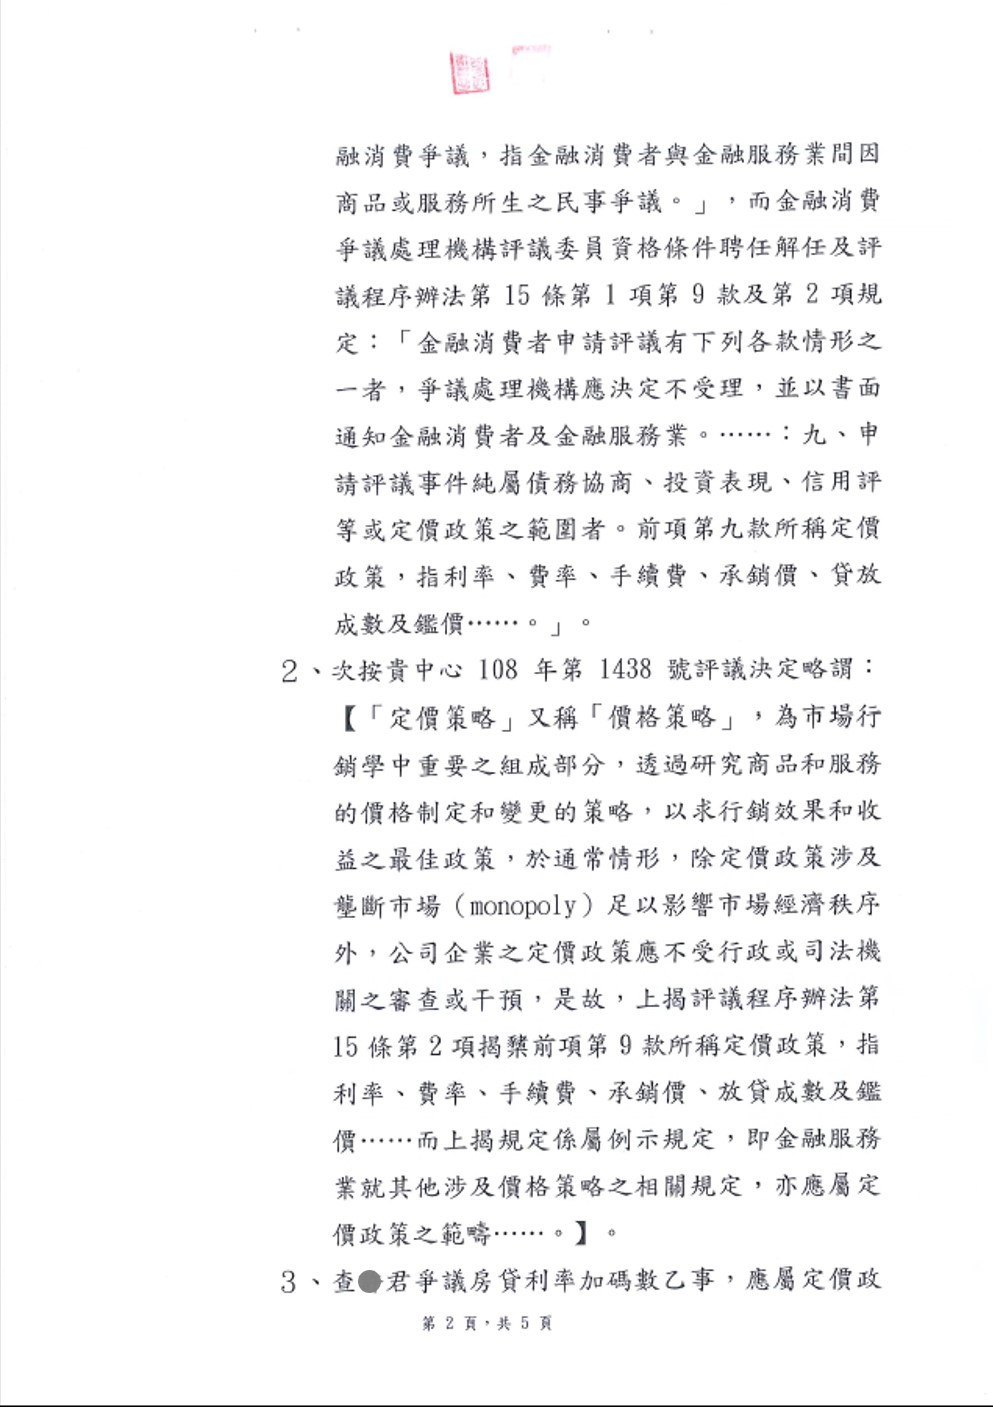 融消費爭議，指金融消費者與金融服務業間因
商品或服務所生之民事爭議。」，而金融消費
爭議處理機構評議委員資格條件聘任解任及評
議程序辦法第 15 條第 1 項第 9 款及第 2 項規
定：「金融消費者申請評議有下列各款情形之
一者，爭議處理機構應決定不受理，並以書面
通知金融消費者及金融服務業。……：九、申
請評議事件純屬債務協商、投資表現、信用評
等或定價政策之範圍者。前項第九款所稱定價
政策，指利率、費率、手續費、承銷價、貸放
成數及鑑價……。」。
2、次按貴中心 108 年第 1438 號評議決定略謂：
【「定價策略」又稱「價格策略」，為市場行
銷學中重要之組成部分，透過研究商品和服務
的價格制定和變更的策略，以求行銷效果和收
益之最佳政策，於通常情形，除定價政策涉及
壟斷市場（monopoly）足以影響市場經濟秩序
外，公司企業之定價政策應不受行政或司法機
關之審查或干預，是故，上揭評議程序辦法第
15 條第 2 項揭櫫前項第 9 款所稱定價政策，指
利率、費率、手續費、承銷價、放貸成數及鑑
價……而上揭規定係屬例示規定，即金融服務
業就其他涉及價格策略之相關規定，亦應屬定
價政策之範疇……。】。
3、查君爭議房貸利率加碼數乙事，應屬定價政
第 2 頁，共 5 頁